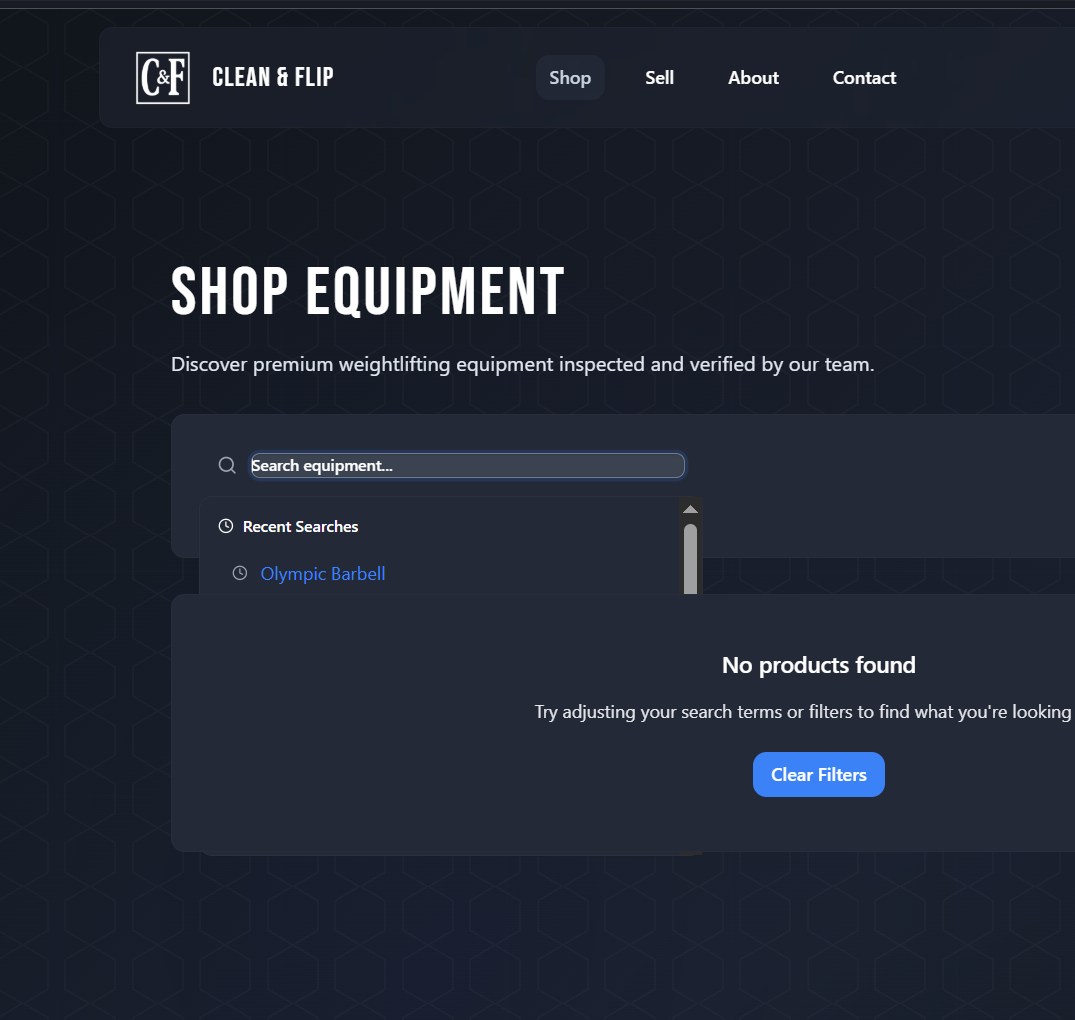 C&F CLEAN & FLIP Shop Sell About Contact
SHOP EQUIPMENT
Discover premium weightlifting equipment inspected and verified by our team.
Search equipment...
Recent Searches
Olympic Barbell
No products found
Try adjusting your search terms or filters to find what you're looking
Clear Filters